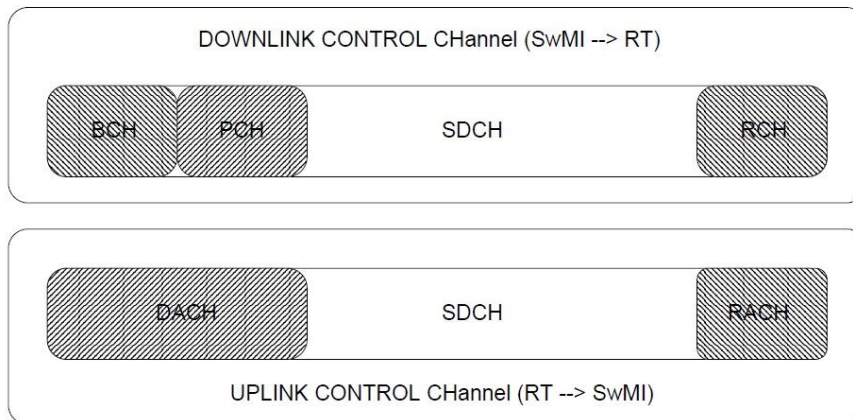 DOWNLINK CONTROL CHannel (SwMI --> RT)
BCH PCH SDCH RCH
DACH SDCH RACH
UPLINK CONTROL CHannel (RT --> SwMI)